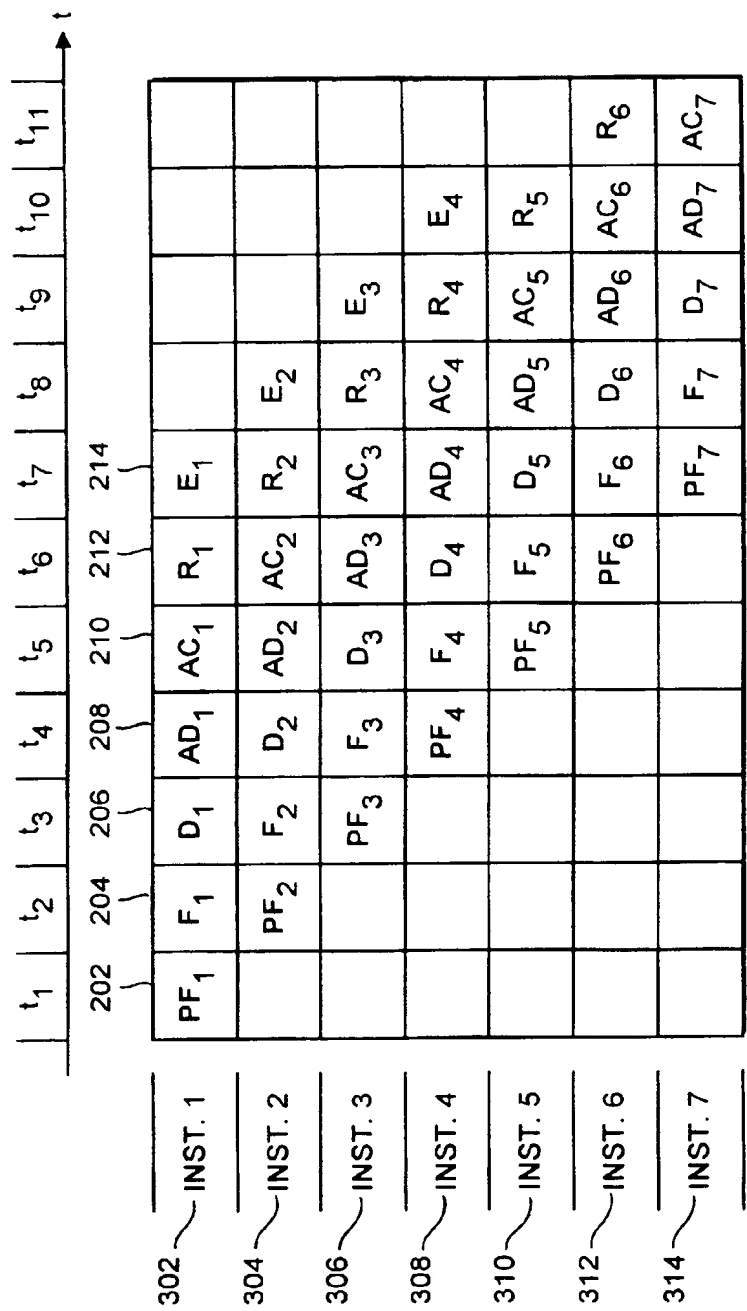 t₁ t₂ t₃ t₄ t₅ t₆ t₇ t₈ t₉ t₁₀ t₁₁ t
202 204 206 208 210 212 214
302 INST. 1 PF₁ F₁ D₁ AD₁ AC₁ R₁ E₁
304 INST. 2 PF₂ F₂ D₂ AD₂ AC₂ R₂ E₂
306 INST. 3 PF₃ F₃ D₃ AD₃ AC₃ R₃ E₃
308 INST. 4 PF₄ F₄ D₄ AD₄ AC₄ R₄ E₄
310 INST. 5 PF₅ F₅ D₅ AD₅ AC₅ R₅
312 INST. 6 PF₆ F₆ D₆ AD₆ AC₆ R₆
314 INST. 7 PF₇ F₇ D₇ AD₇ AC₇